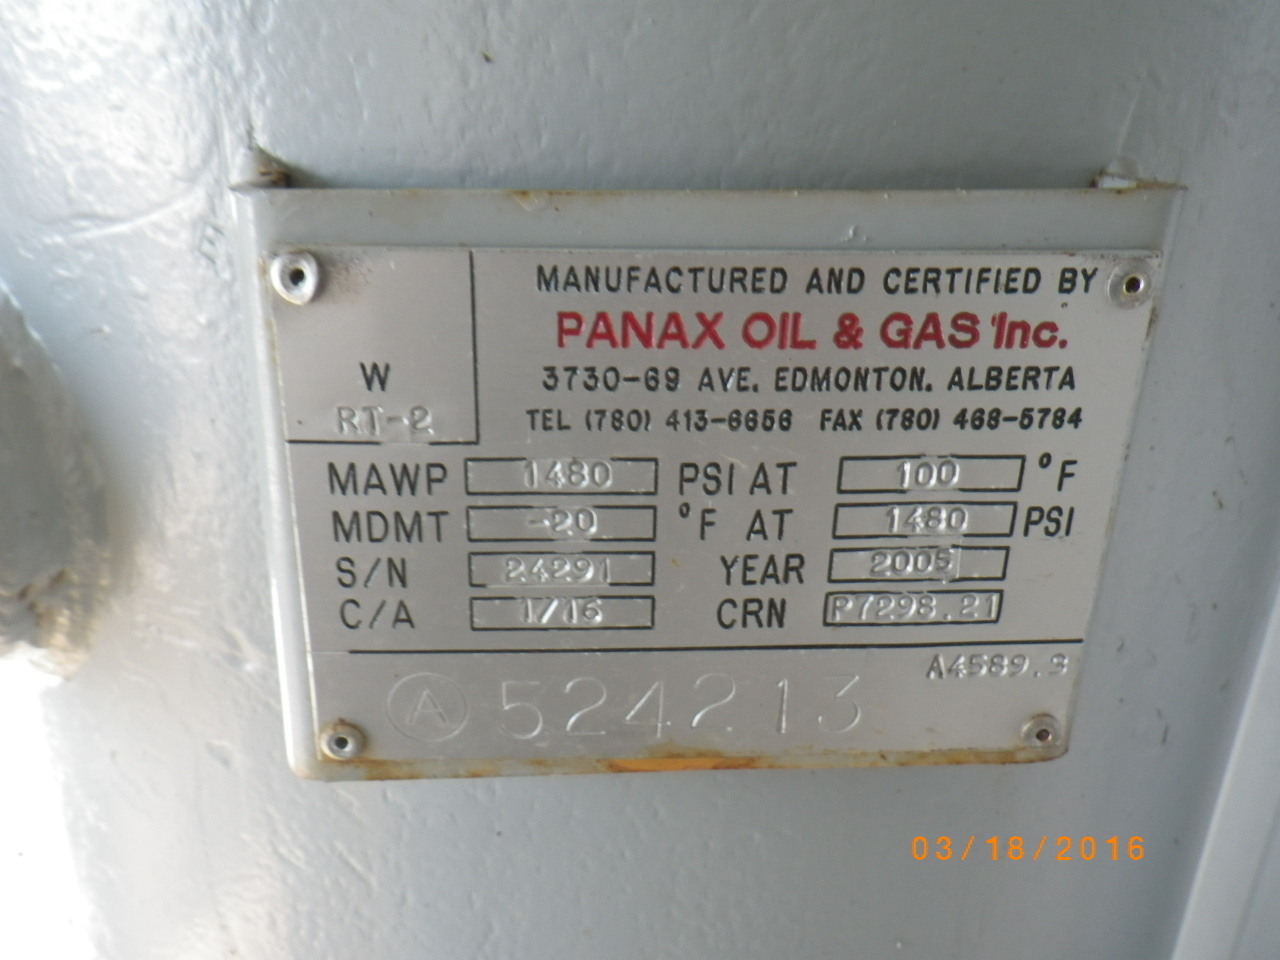 MANUFACTURED AND CERTIFIED BY
PANAX OIL & GAS Inc.
3730-69 AVE. EDMONTON. ALBERTA
TEL (780) 413-6656 FAX (780) 468-5784
W
RT-2
MAWP 1480 PSI AT 100 °F
MDMT -20 °F AT 1480 PSI
S/N 24291 YEAR 2005
C/A 1/16 CRN P7298.21
A4589.3
A 524213
03/18/2016